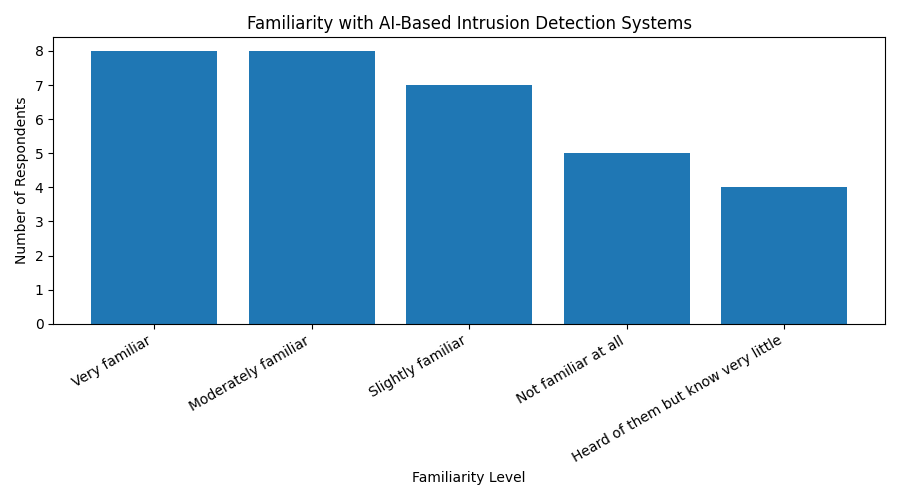 Familiarity with AI-Based Intrusion Detection Systems
Number of Respondents
8
7
6
5
4
3
2
1
0
Very familiar
Moderately familiar
Slightly familiar
Not familiar at all
Heard of them but know very little
Familiarity Level